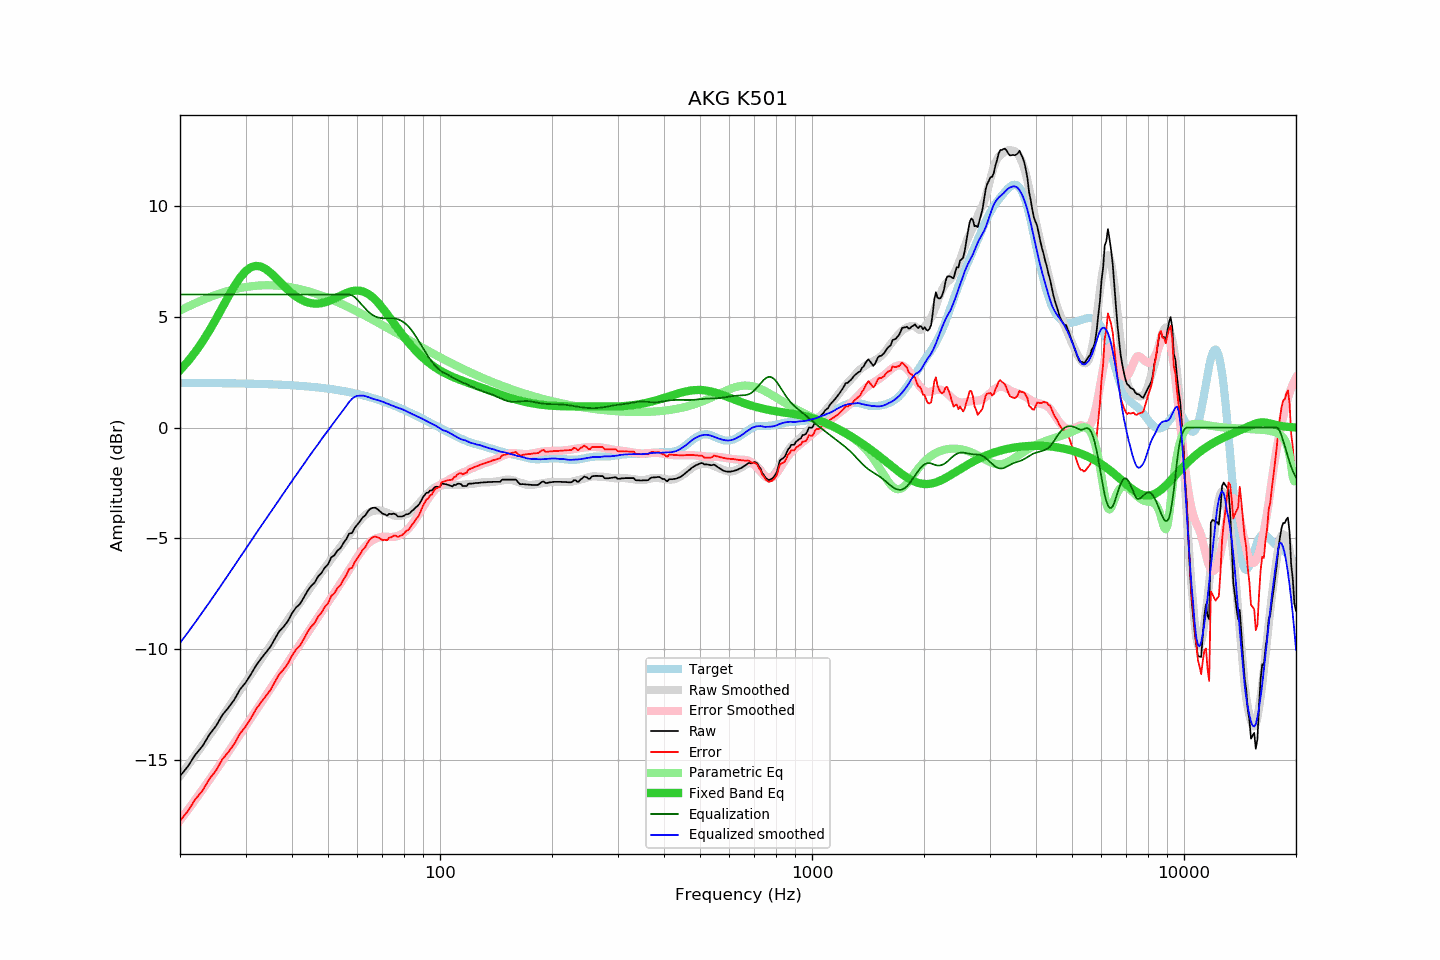 AKG K501
Amplitude (dBr)
10
5
0
−5
−10
−15
100
1000
10000
Frequency (Hz)
Target
Raw Smoothed
Error Smoothed
Raw
Error
Parametric Eq
Fixed Band Eq
Equalization
Equalized smoothed